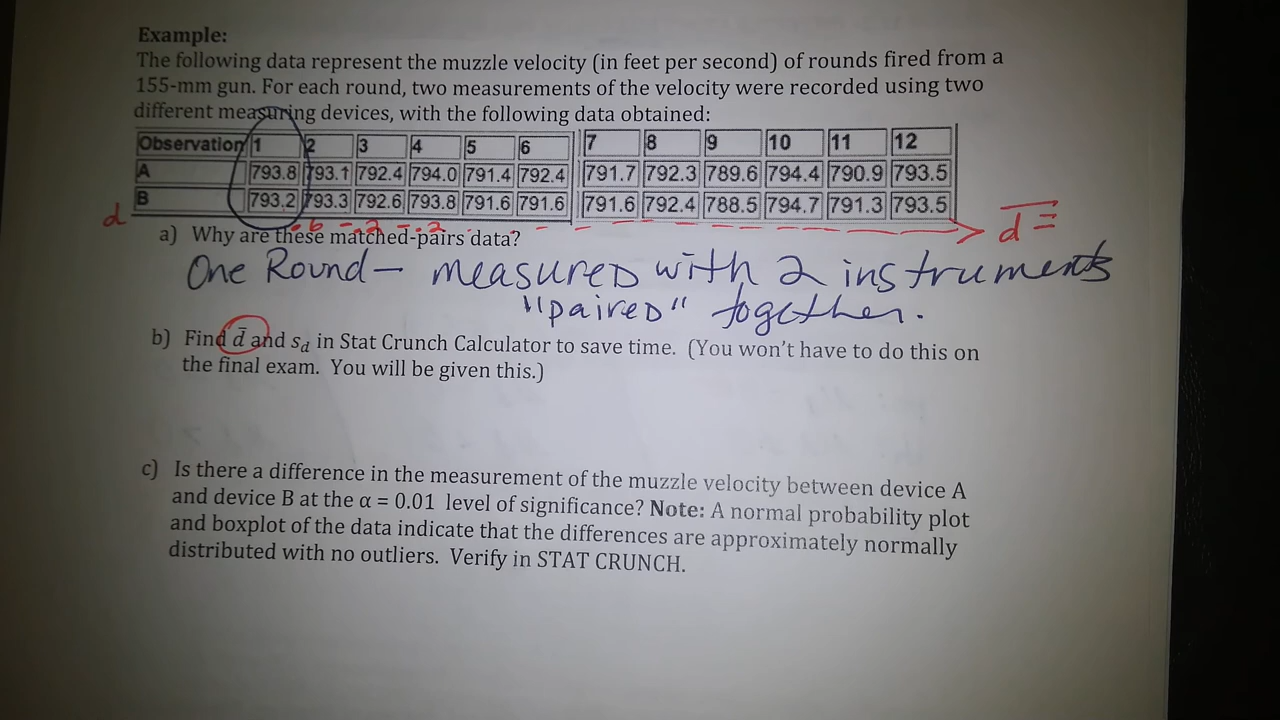 Example:
The following data represent the muzzle velocity (in feet per second) of rounds fired from a
155-mm gun. For each round, two measurements of the velocity were recorded using two
different measuring devices, with the following data obtained:
Observation 1 2 3 4 5 6 7 8 9 10 11 12
A 793.8 793.1 792.4 794.0 791.4 792.4 791.7 792.3 789.6 794.4 790.9 793.5
B 793.2 793.3 792.6 793.8 791.6 791.6 791.6 792.4 788.5 794.7 791.3 793.5
d .6 -.2 -.2 d̄ =
a) Why are these matched-pairs data?
One Round – measured with 2 instruments
"paired" together.
b) Find d̄ and sd in Stat Crunch Calculator to save time. (You won't have to do this on
the final exam. You will be given this.)
c) Is there a difference in the measurement of the muzzle velocity between device A
and device B at the α = 0.01 level of significance? Note: A normal probability plot
and boxplot of the data indicate that the differences are approximately normally
distributed with no outliers. Verify in STAT CRUNCH.